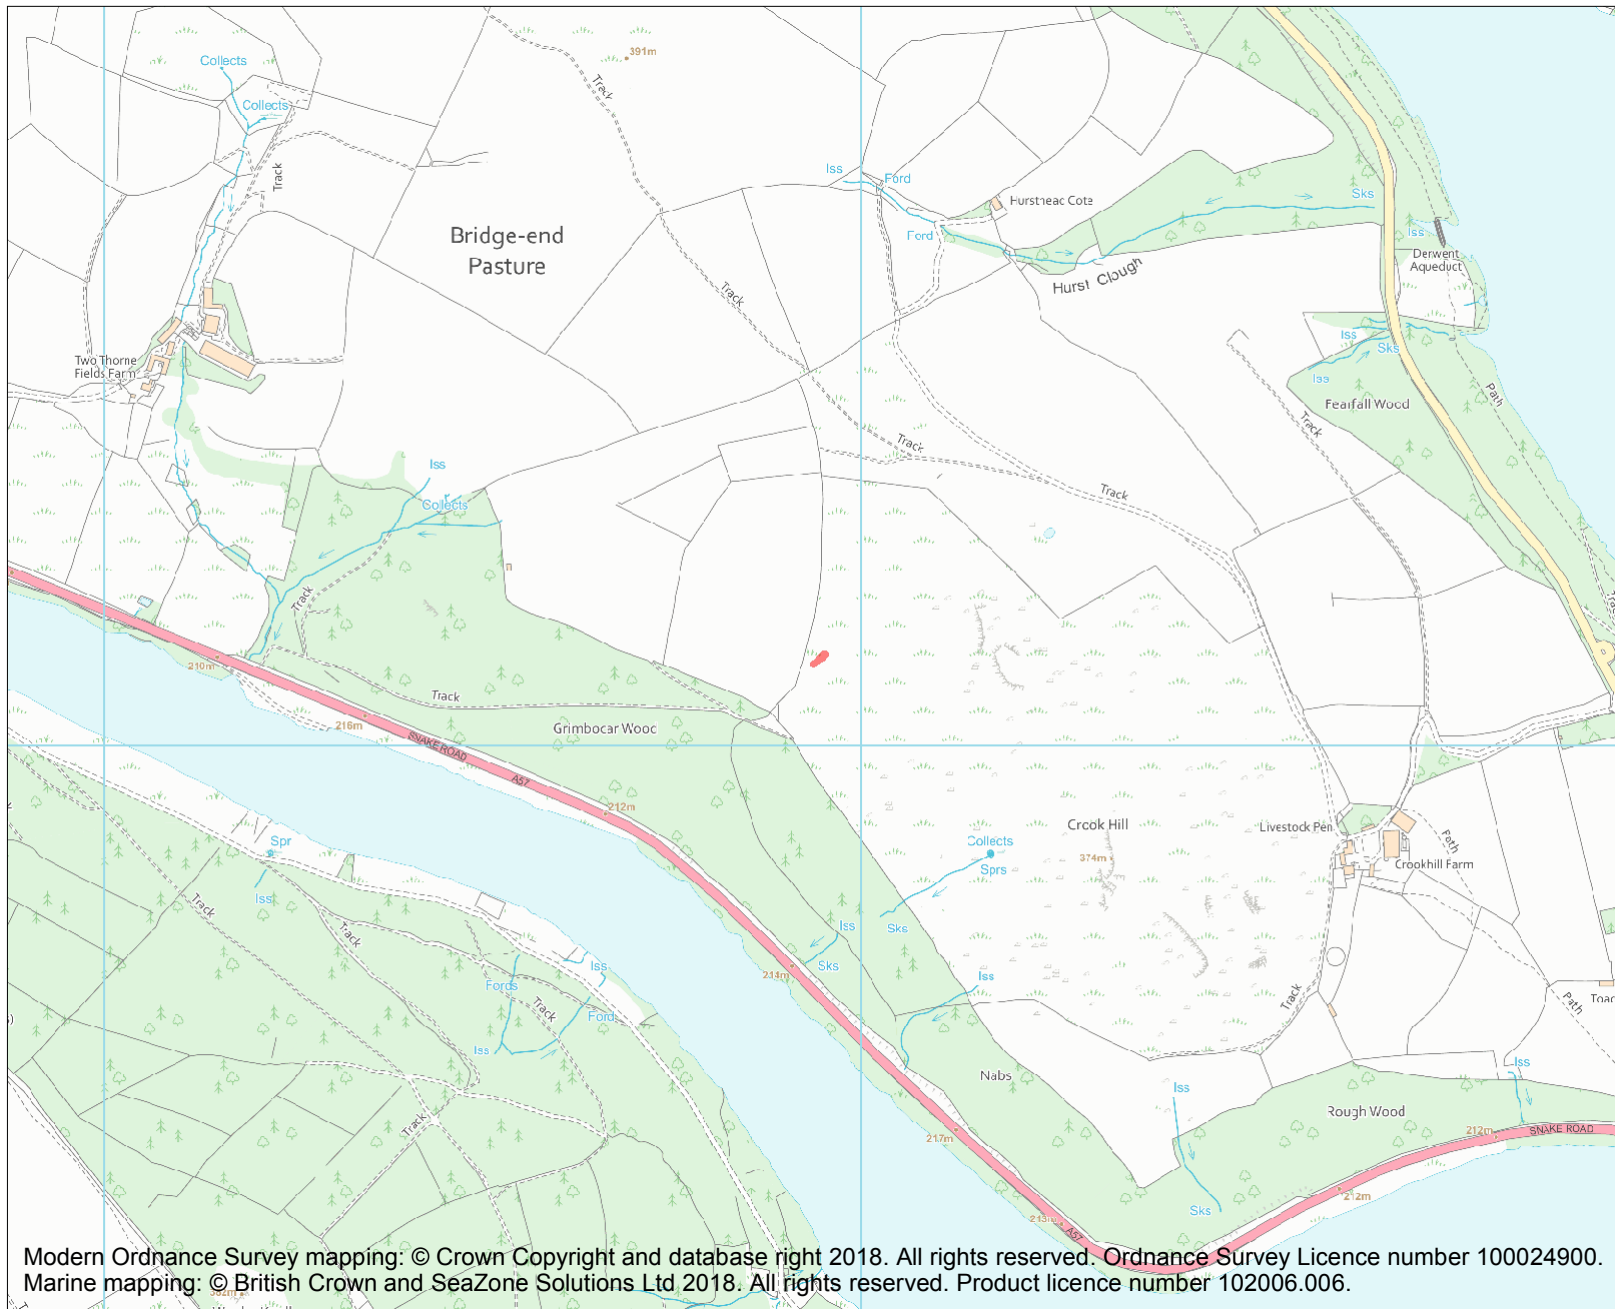 391m
Collects
Collects
Track
Track
Iss
Ford
Ford
Hursthead Cote
Sks
Iss
Derwent
Aqueduct
Bridge-end
Pasture
Hurst Clough
Track
Iss
Sks
Iss
Two Thorne
Fields Farm
Path
Fearfall Wood
Track
Track
Iss
Collects
Track
Track
210m
Track
216m
Grimbocar Wood
SNAKE ROAD
A57
212m
Crook Hill
374m
Livestock Pen
Path
Crookhill Farm
Collects
Sprs
Spr
Iss
Track
Track
Iss
Sks
Sks
214m
Iss
Iss
Fords
Track
Ford
Iss
Track
Path
Nabs
Iss
Iss
Rough Wood
Track
217m
212m
SNAKE ROAD
212m
Sks
213m
A57
Modern Ordnance Survey mapping: © Crown Copyright and database right 2018. All rights reserved. Ordnance Survey Licence number 100024900.
Marine mapping: © British Crown and SeaZone Solutions Ltd 2018. All rights reserved. Product licence number 102006.006.